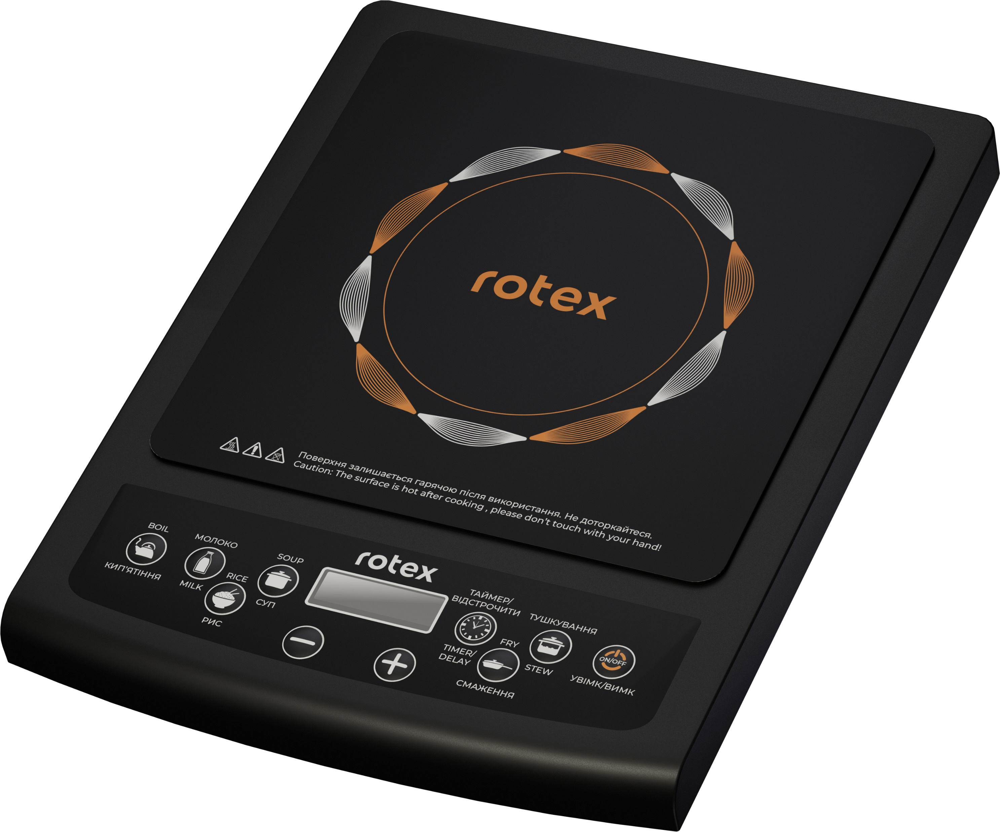 rotex
Поверхня залишається гарячою після використання. Не доторкайтеся.
Caution: The surface is hot after cooking , please don't touch with your hand!
BOIL
КИП'ЯТІННЯ
МОЛОКО
MILK
RICE
РИС
SOUP
СУП
rotex
ТАЙМЕР/
ВІДСТРОЧИТИ
TIMER/
DELAY
FRY
СМАЖЕННЯ
ТУШКУВАННЯ
STEW
ON/OFF
УВІМК/ВИМК